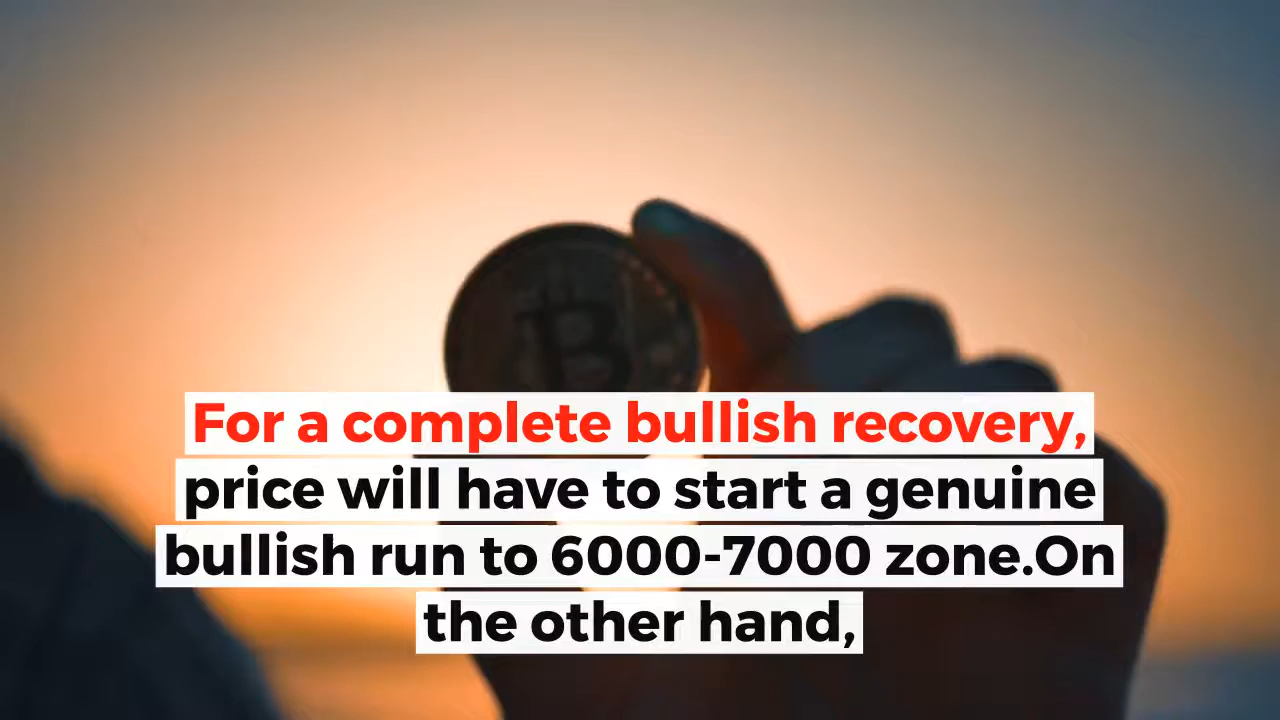 For a complete bullish recovery,
price will have to start a genuine
bullish run to 6000-7000 zone.On
the other hand,